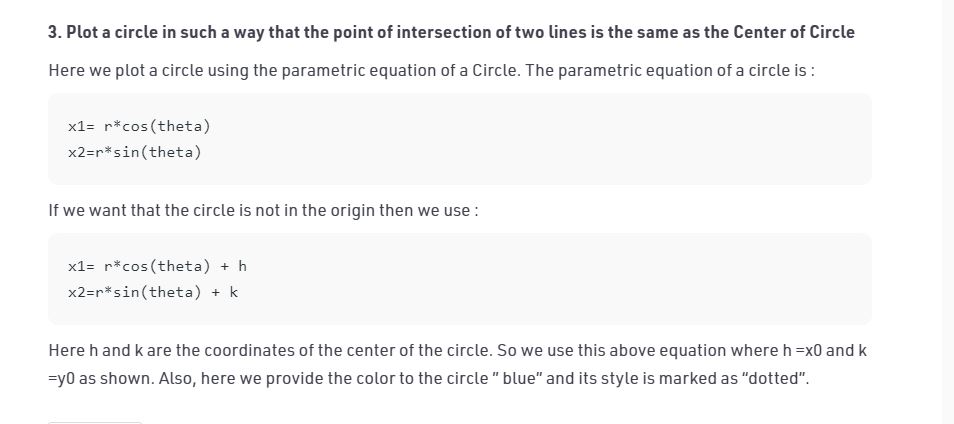 3. Plot a circle in such a way that the point of intersection of two lines is the same as the Center of Circle
Here we plot a circle using the parametric equation of a Circle. The parametric equation of a circle is :
x1= r*cos(theta)
x2=r*sin(theta)
If we want that the circle is not in the origin then we use :
x1= r*cos(theta) + h
x2=r*sin(theta) + k
Here h and k are the coordinates of the center of the circle. So we use this above equation where h =x0 and k
=y0 as shown. Also, here we provide the color to the circle ” blue” and its style is marked as “dotted”.